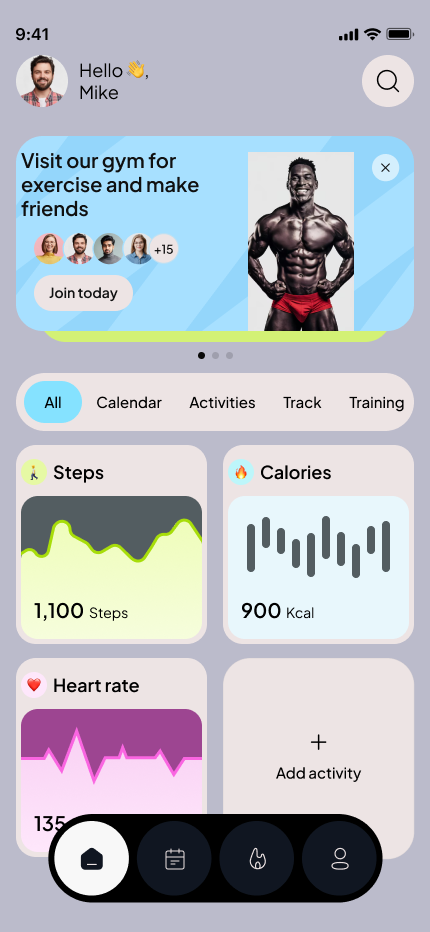 9:41
Hello 👋,
Mike
Visit our gym for
exercise and make
friends
+15
Join today
All Calendar Activities Track Training
Steps
Calories
1,100 Steps
900 Kcal
Heart rate
Add activity
135